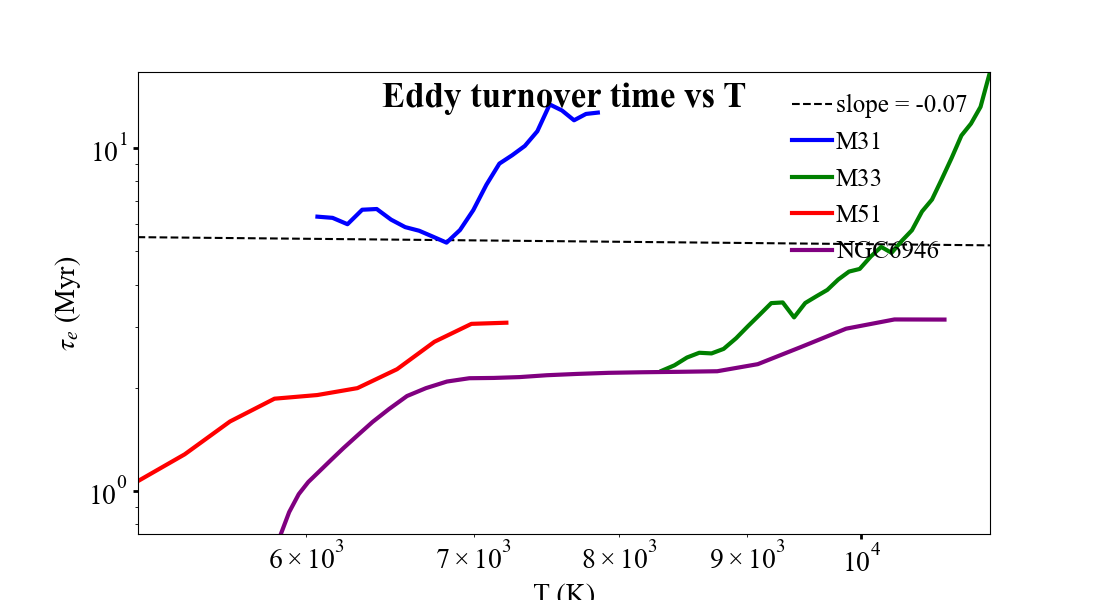 Eddy turnover time vs T
slope = -0.07
M31
M33
M51
NGC6946
10^1
10^0
τ_e (Myr)
6 × 10^3
7 × 10^3
8 × 10^3
9 × 10^3
10^4
T (K)